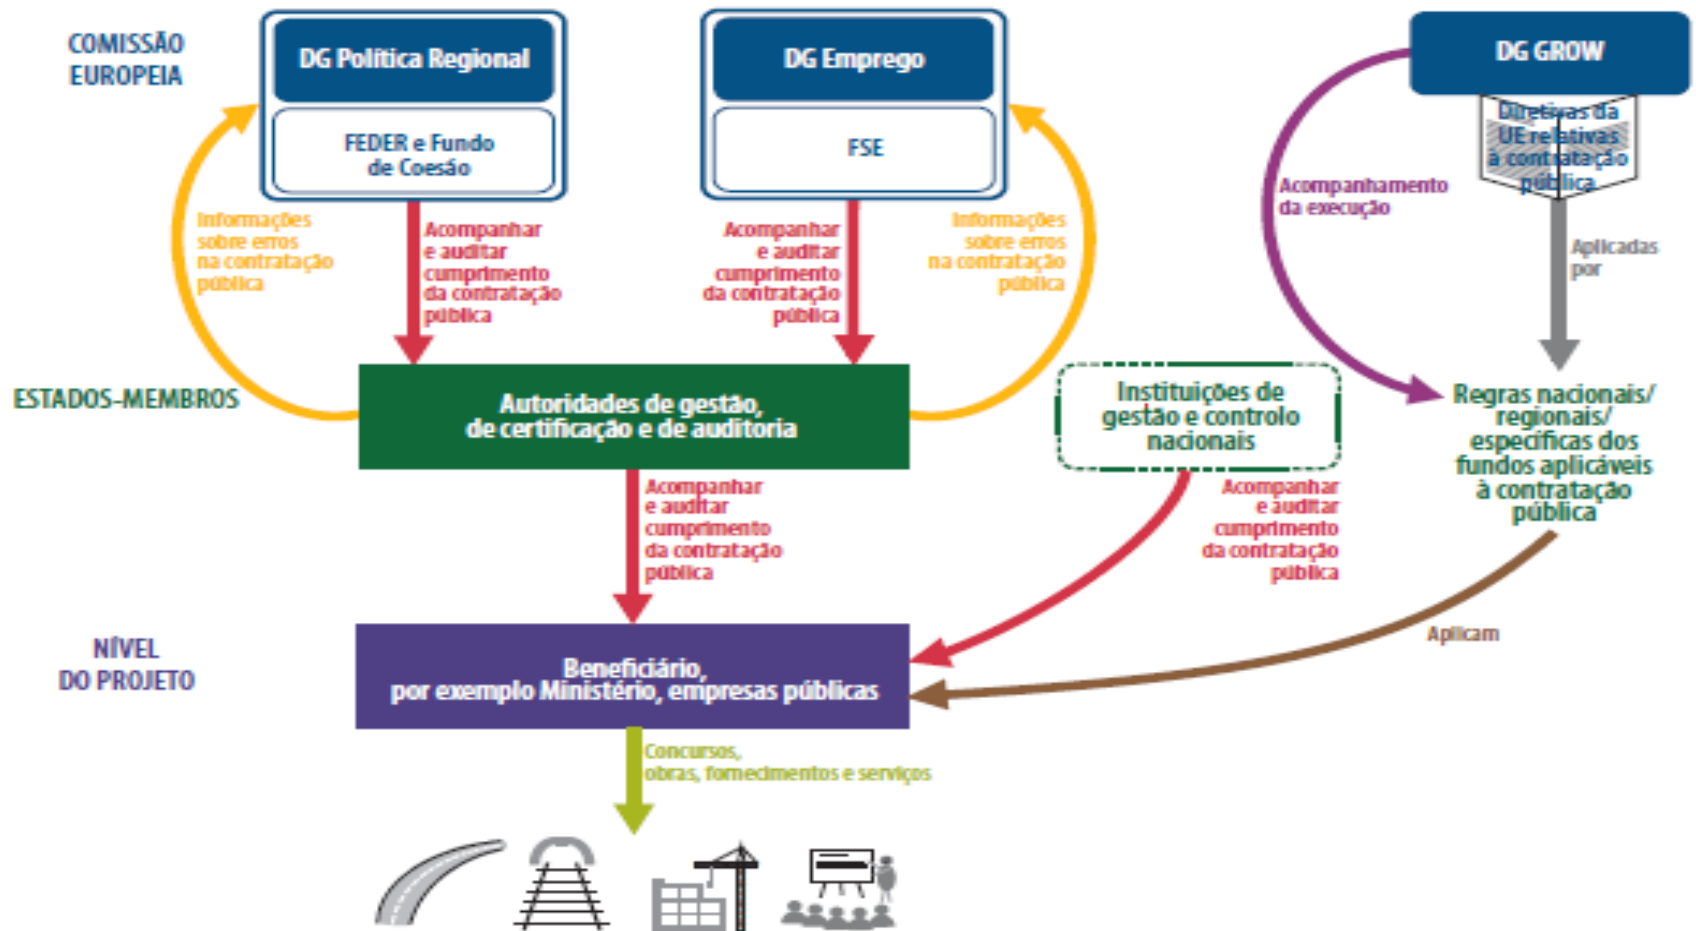 COMISSÃO
EUROPEIA
DG Política Regional
FEDER e Fundo
de Coesão
DG Emprego
FSE
DG GROW
Diretivas da
UE relativas
à contratação
pública
Informações
sobre erros
na contratação
pública
Acompanhar
e auditar
cumprimento
da contratação
pública
Acompanhar
e auditar
cumprimento
da contratação
pública
Informações
sobre erros
na contratação
pública
Acompanhamento
da execução
Aplicadas
por
ESTADOS-MEMBROS
Autoridades de gestão,
de certificação e de auditoria
Instituições de
gestão e controlo
nacionais
Regras nacionais/
regionais/
específicas dos
fundos aplicáveis
à contratação
pública
Acompanhar
e auditar
cumprimento
da contratação
pública
Acompanhar
e auditar
cumprimento
da contratação
pública
Aplicam
NÍVEL
DO PROJETO
Beneficiário,
por exemplo Ministério, empresas públicas
Concursos,
obras, fornecimentos e serviços